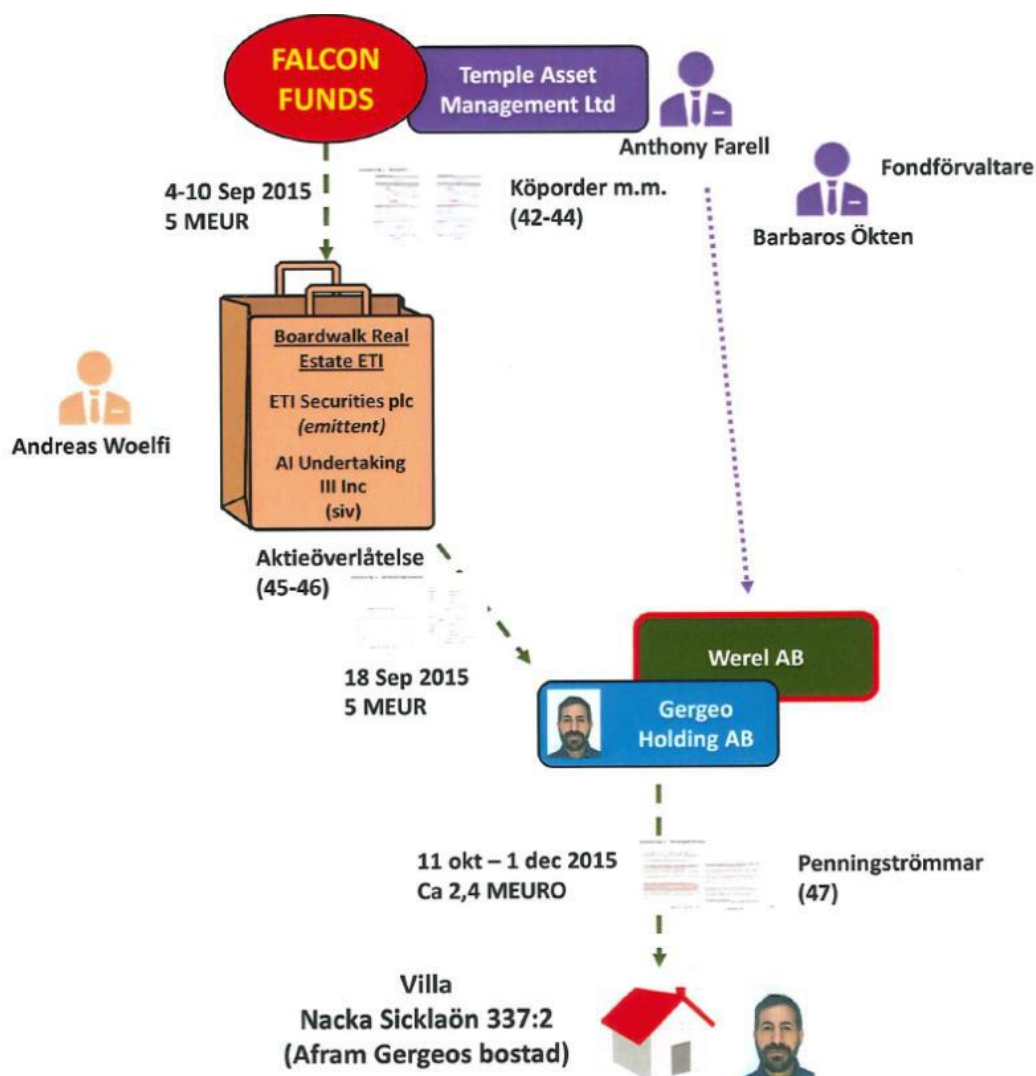 FALCON
FUNDS
Temple Asset
Management Ltd
Anthony Farell
Fondförvaltare
Barbaros Ökten
4-10 Sep 2015
5 MEUR
Köporder m.m.
(42-44)
Boardwalk Real
Estate ETI
ETI Securities plc
(emittent)
AI Undertaking
III Inc
(siv)
Andreas Woelfi
Aktieöverlåtelse
(45-46)
18 Sep 2015
5 MEUR
Werel AB
Gergeo
Holding AB
11 okt – 1 dec 2015
Ca 2,4 MEURO
Penningströmmar
(47)
Villa
Nacka Sicklaön 337:2
(Afram Gergeos bostad)